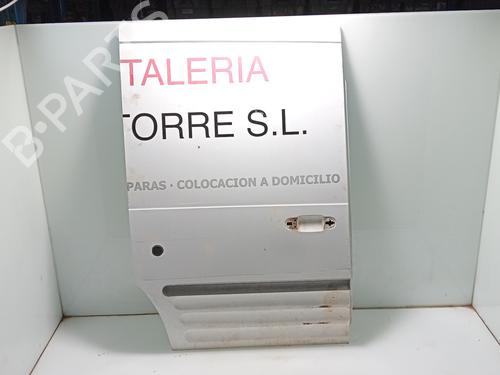 B-PARTS
TALERIA
TORRE S.L.
PARAS · COLOCACION A DOMICILIO